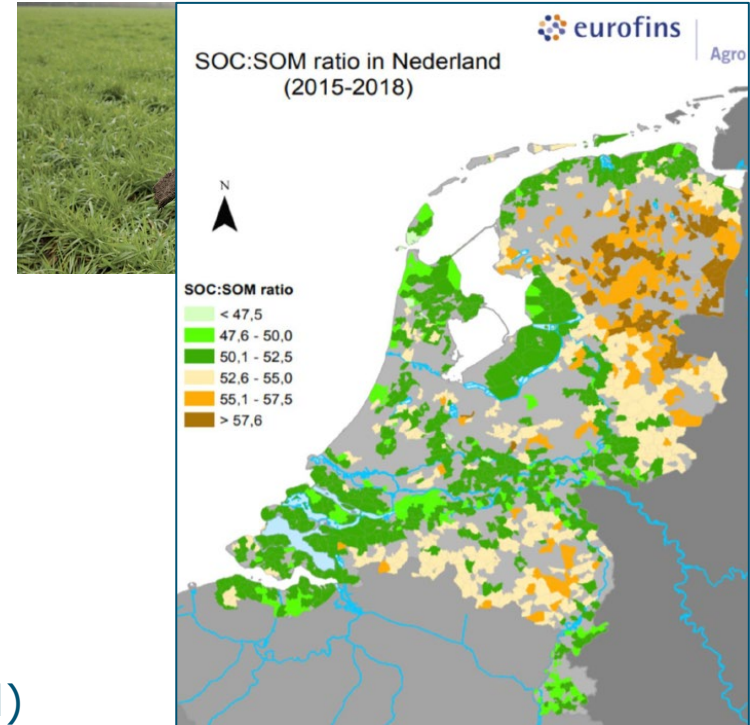 eurofins
Agro
SOC:SOM ratio in Nederland
(2015-2018)
N
SOC:SOM ratio
< 47,5
47,6 - 50,0
50,1 - 52,5
52,6 - 55,0
55,1 - 57,5
> 57,6
)